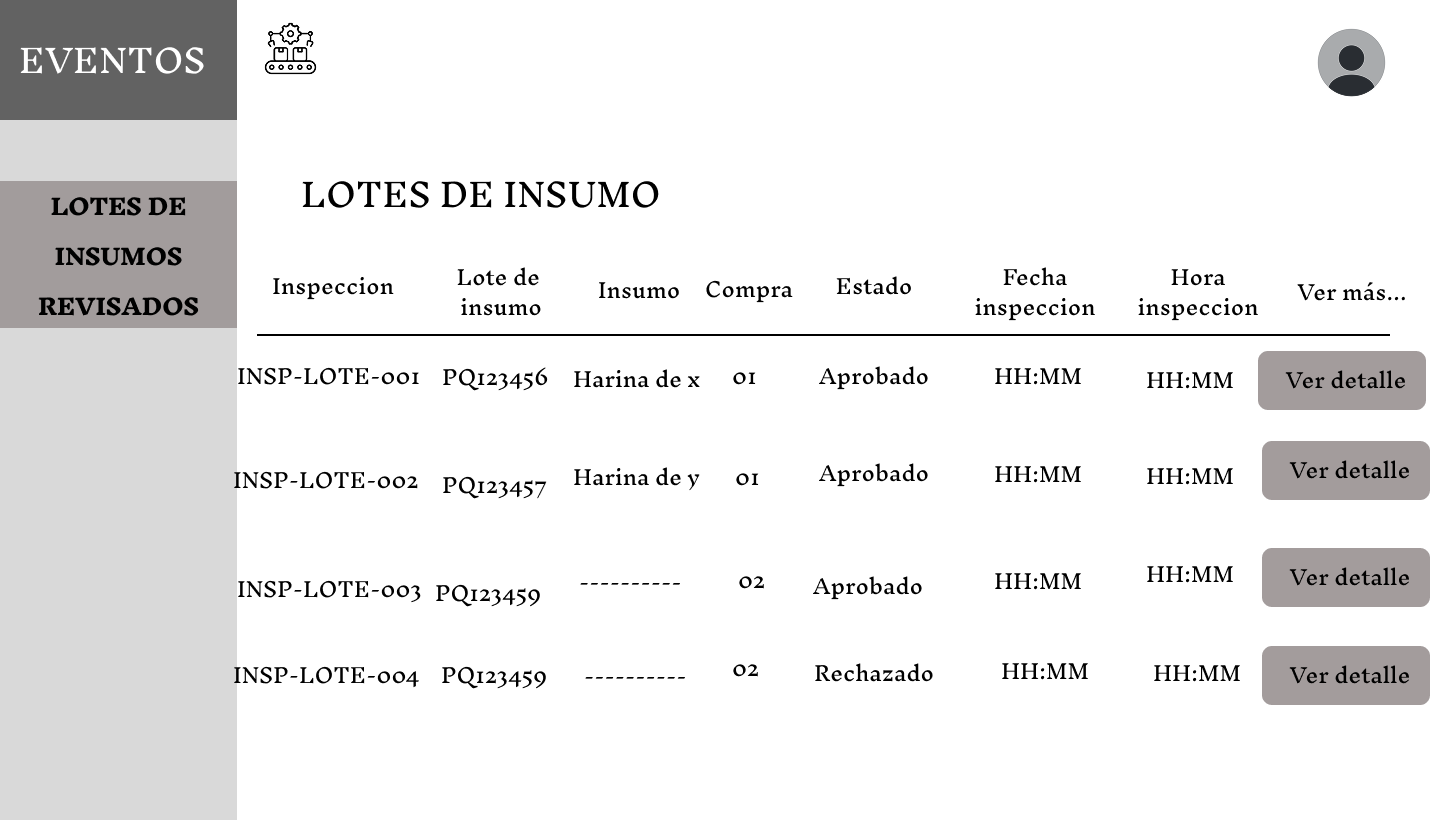 EVENTOS
LOTES DE
INSUMOS
REVISADOS
LOTES DE INSUMO
Inspeccion Lote de insumo Insumo Compra Estado Fecha inspeccion Hora inspeccion Ver más...
INSP-LOTE-001 PQ123456 Harina de x 01 Aprobado HH:MM HH:MM Ver detalle
INSP-LOTE-002 PQ123457 Harina de y 01 Aprobado HH:MM HH:MM Ver detalle
INSP-LOTE-003 PQ123459 ---------- 02 Aprobado HH:MM HH:MM Ver detalle
INSP-LOTE-004 PQ123459 ---------- 02 Rechazado HH:MM HH:MM Ver detalle